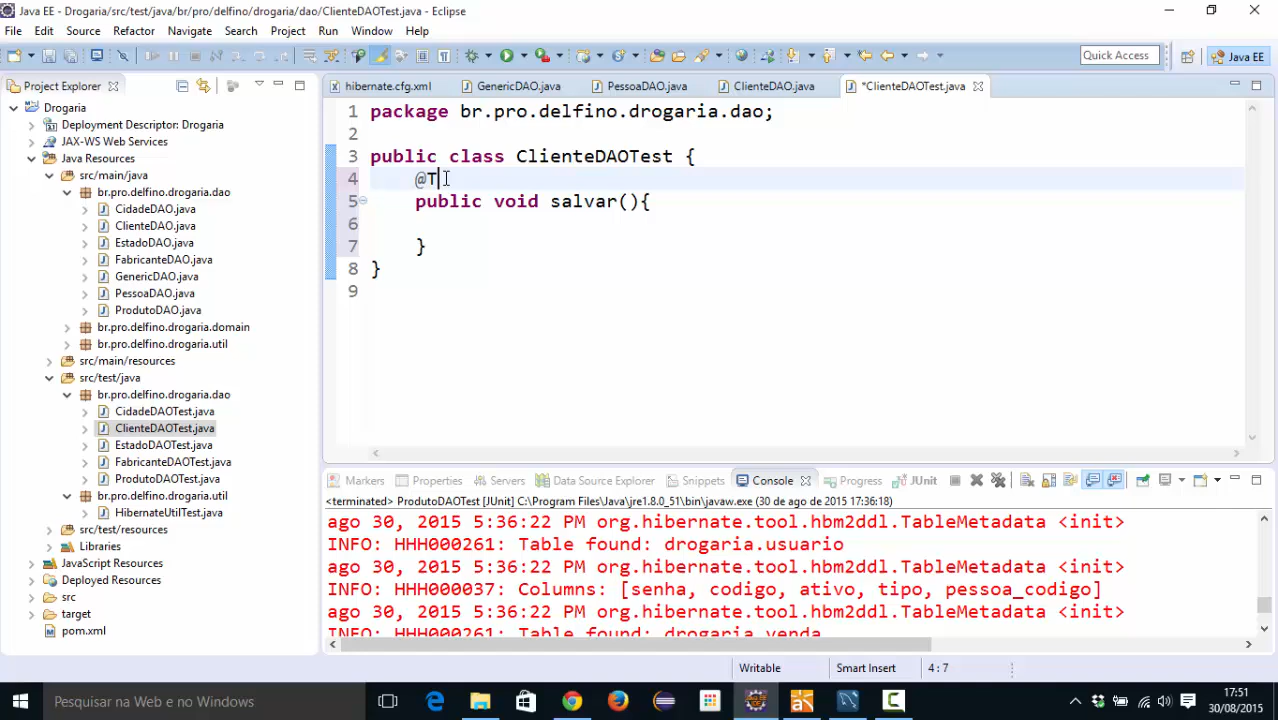 Java EE - Drogaria/src/test/java/br/pro/delfino/drogaria/dao/ClienteDAOTest.java - Eclipse
File Edit Source Refactor Navigate Search Project Run Window Help
Quick Access
Java EE
Project Explorer
Drogaria
Deployment Descriptor: Drogaria
JAX-WS Web Services
Java Resources
src/main/java
br.pro.delfino.drogaria.dao
CidadeDAO.java
ClienteDAO.java
EstadoDAO.java
FabricanteDAO.java
GenericDAO.java
PessoaDAO.java
ProdutoDAO.java
br.pro.delfino.drogaria.domain
br.pro.delfino.drogaria.util
src/main/resources
src/test/java
br.pro.delfino.drogaria.dao
CidadeDAOTest.java
ClienteDAOTest.java
EstadoDAOTest.java
FabricanteDAOTest.java
ProdutoDAOTest.java
br.pro.delfino.drogaria.util
HibernateUtilTest.java
src/test/resources
Libraries
JavaScript Resources
Deployed Resources
src
target
pom.xml
hibernate.cfg.xml GenericDAO.java PessoaDAO.java ClienteDAO.java *ClienteDAOTest.java
1 package br.pro.delfino.drogaria.dao;
2
3 public class ClienteDAOTest {
4 @T
5 public void salvar(){
6
7 }
8 }
9
Markers Properties Servers Data Source Explorer Snippets Console Progress JUnit
<terminated> ProdutoDAOTest [JUnit] C:\Program Files\Java\jre1.8.0_51\bin\javaw.exe (30 de ago de 2015 17:36:18)
ago 30, 2015 5:36:22 PM org.hibernate.tool.hbm2ddl.TableMetadata <init>
INFO: HHH000261: Table found: drogaria.usuario
ago 30, 2015 5:36:22 PM org.hibernate.tool.hbm2ddl.TableMetadata <init>
INFO: HHH000037: Columns: [senha, codigo, ativo, tipo, pessoa_codigo]
ago 30, 2015 5:36:22 PM org.hibernate.tool.hbm2ddl.TableMetadata <init>
INFO: HHH000261: Table found: drogaria.venda
Writable Smart Insert 4 : 7
Pesquisar na Web e no Windows
17:51
30/08/2015